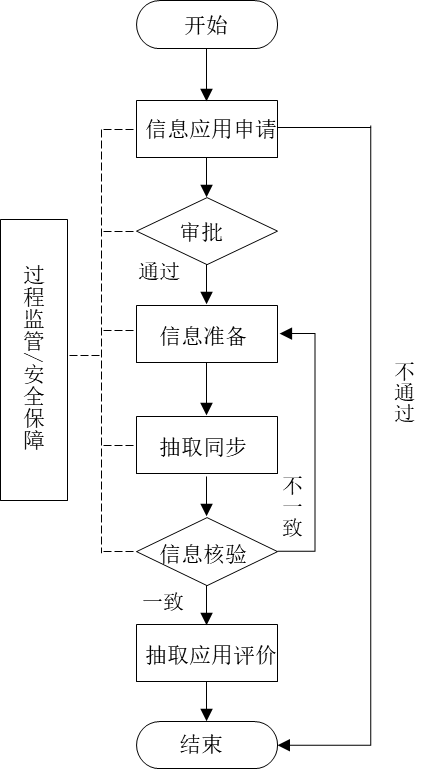 开始
信息应用申请
审批
通过
信息准备
过程监管/安全保障
不通过
抽取同步
不一致
信息核验
一致
抽取应用评价
结束